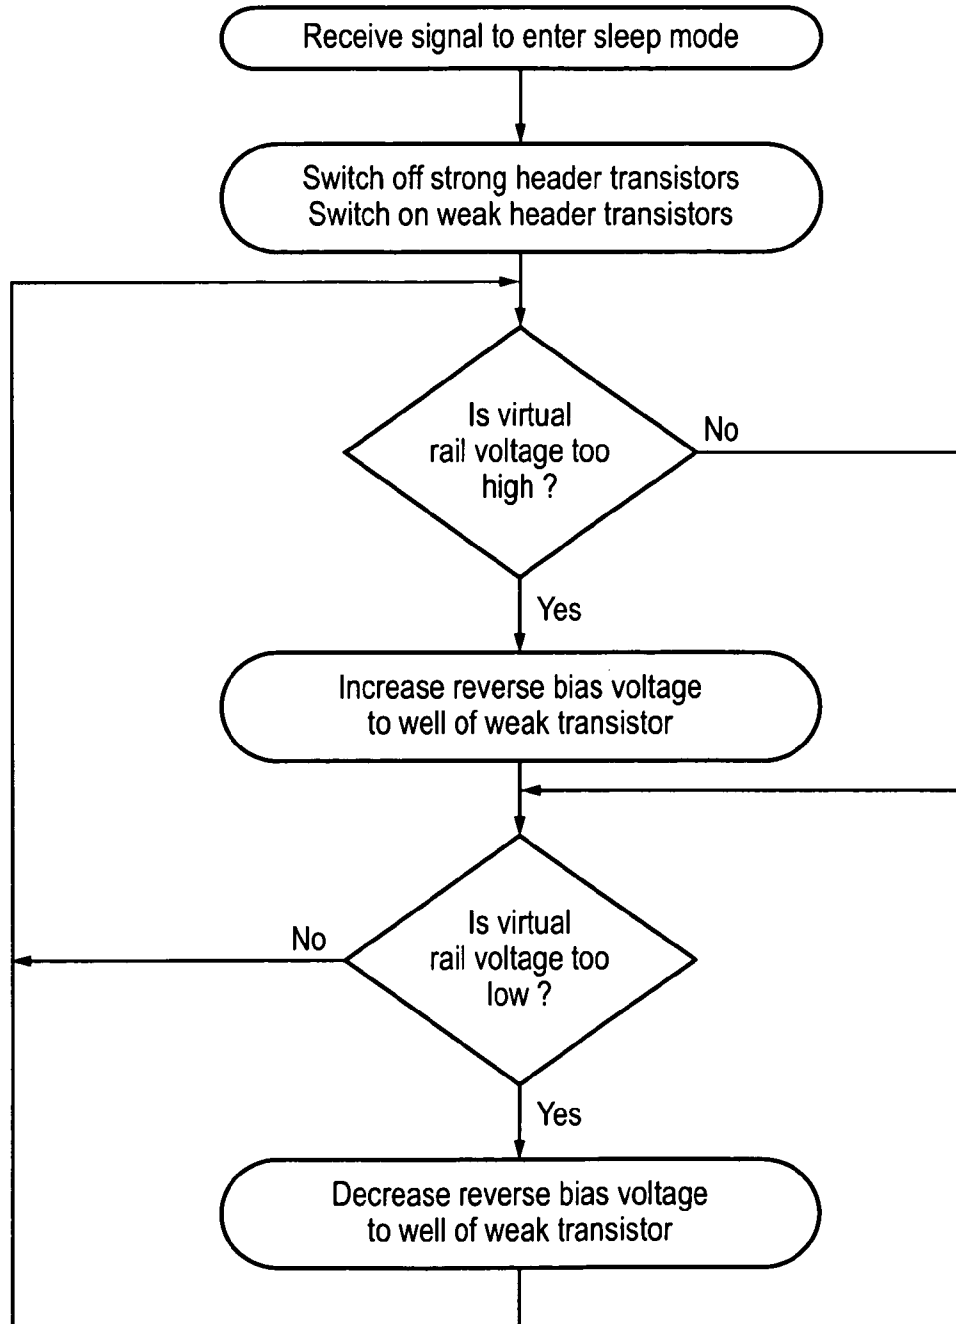 Receive signal to enter sleep mode
Switch off strong header transistors
Switch on weak header transistors
Is virtual
rail voltage too
high ?
No
Yes
Increase reverse bias voltage
to well of weak transistor
Is virtual
rail voltage too
low ?
No
Yes
Decrease reverse bias voltage
to well of weak transistor